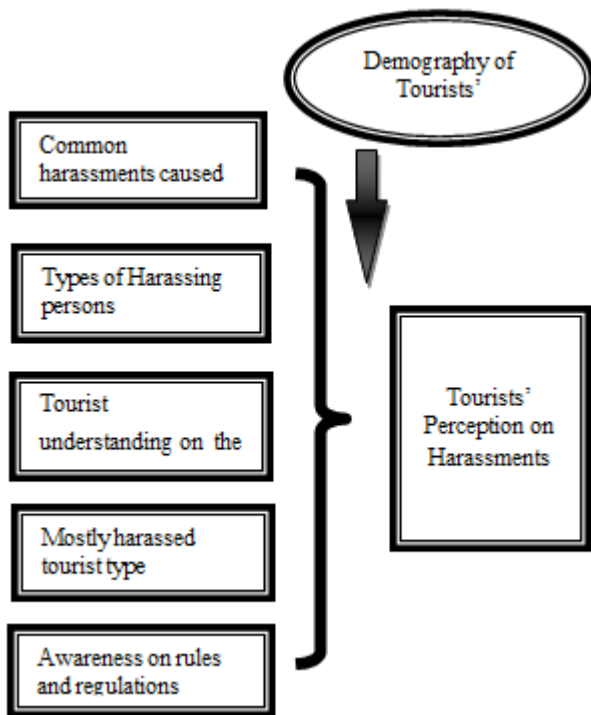 Demography of
Tourists’
Common
harassments caused
Types of Harassing
persons
Tourist
understanding on the
Mostly harassed
tourist type
Awareness on rules
and regulations
Tourists’
Perception on
Harassments